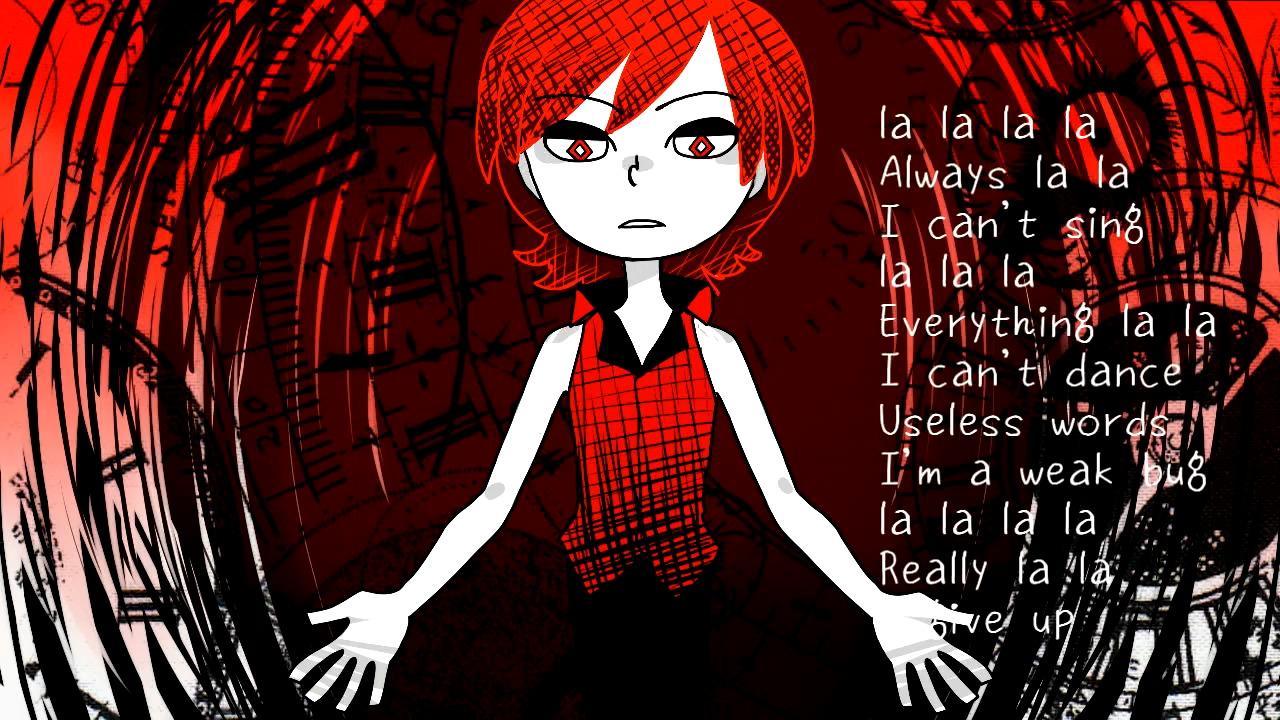 la la la la
Always la la
I can't sing
la la la
Everything la la
I can't dance
Useless words
I'm a weak bug
la la la la
Really la la
give up